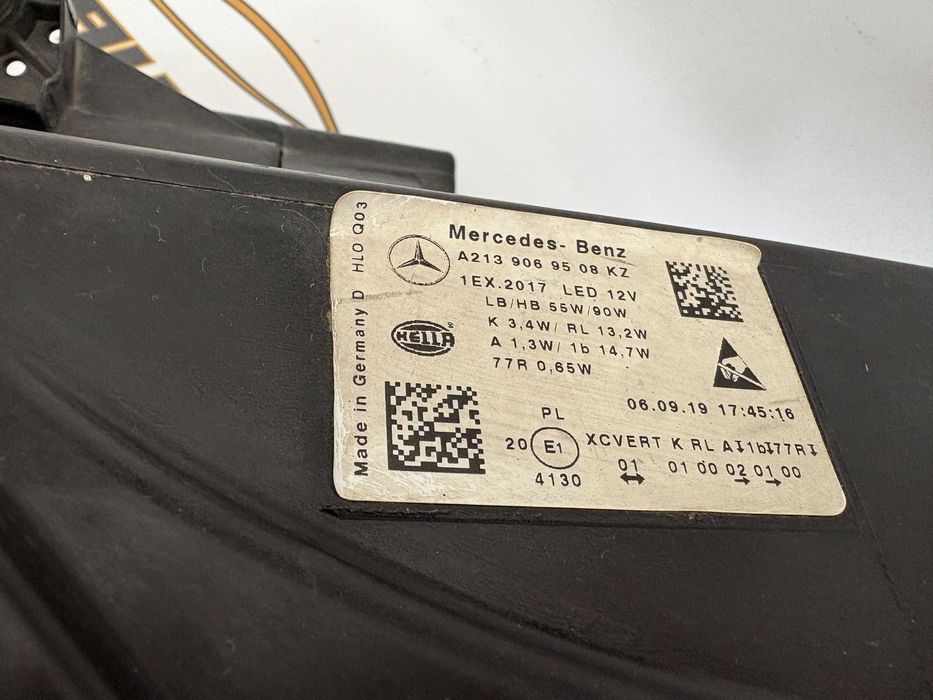 Made in Germany D HLO Q03
Mercedes- Benz
A213 906 95 08 KZ
1EX.2017 LED 12V
LB/HB 55W/90W
K 3,4W/ RL 13,2W
A 1,3W/ 1b 14,7W
77R 0,65W
HELLA ®
06.09.19 17:45:16
PL
20 E1 XCVERT K RL A↧1b↧77R↧
4130 01 01 00 02 01 00
↔ → →